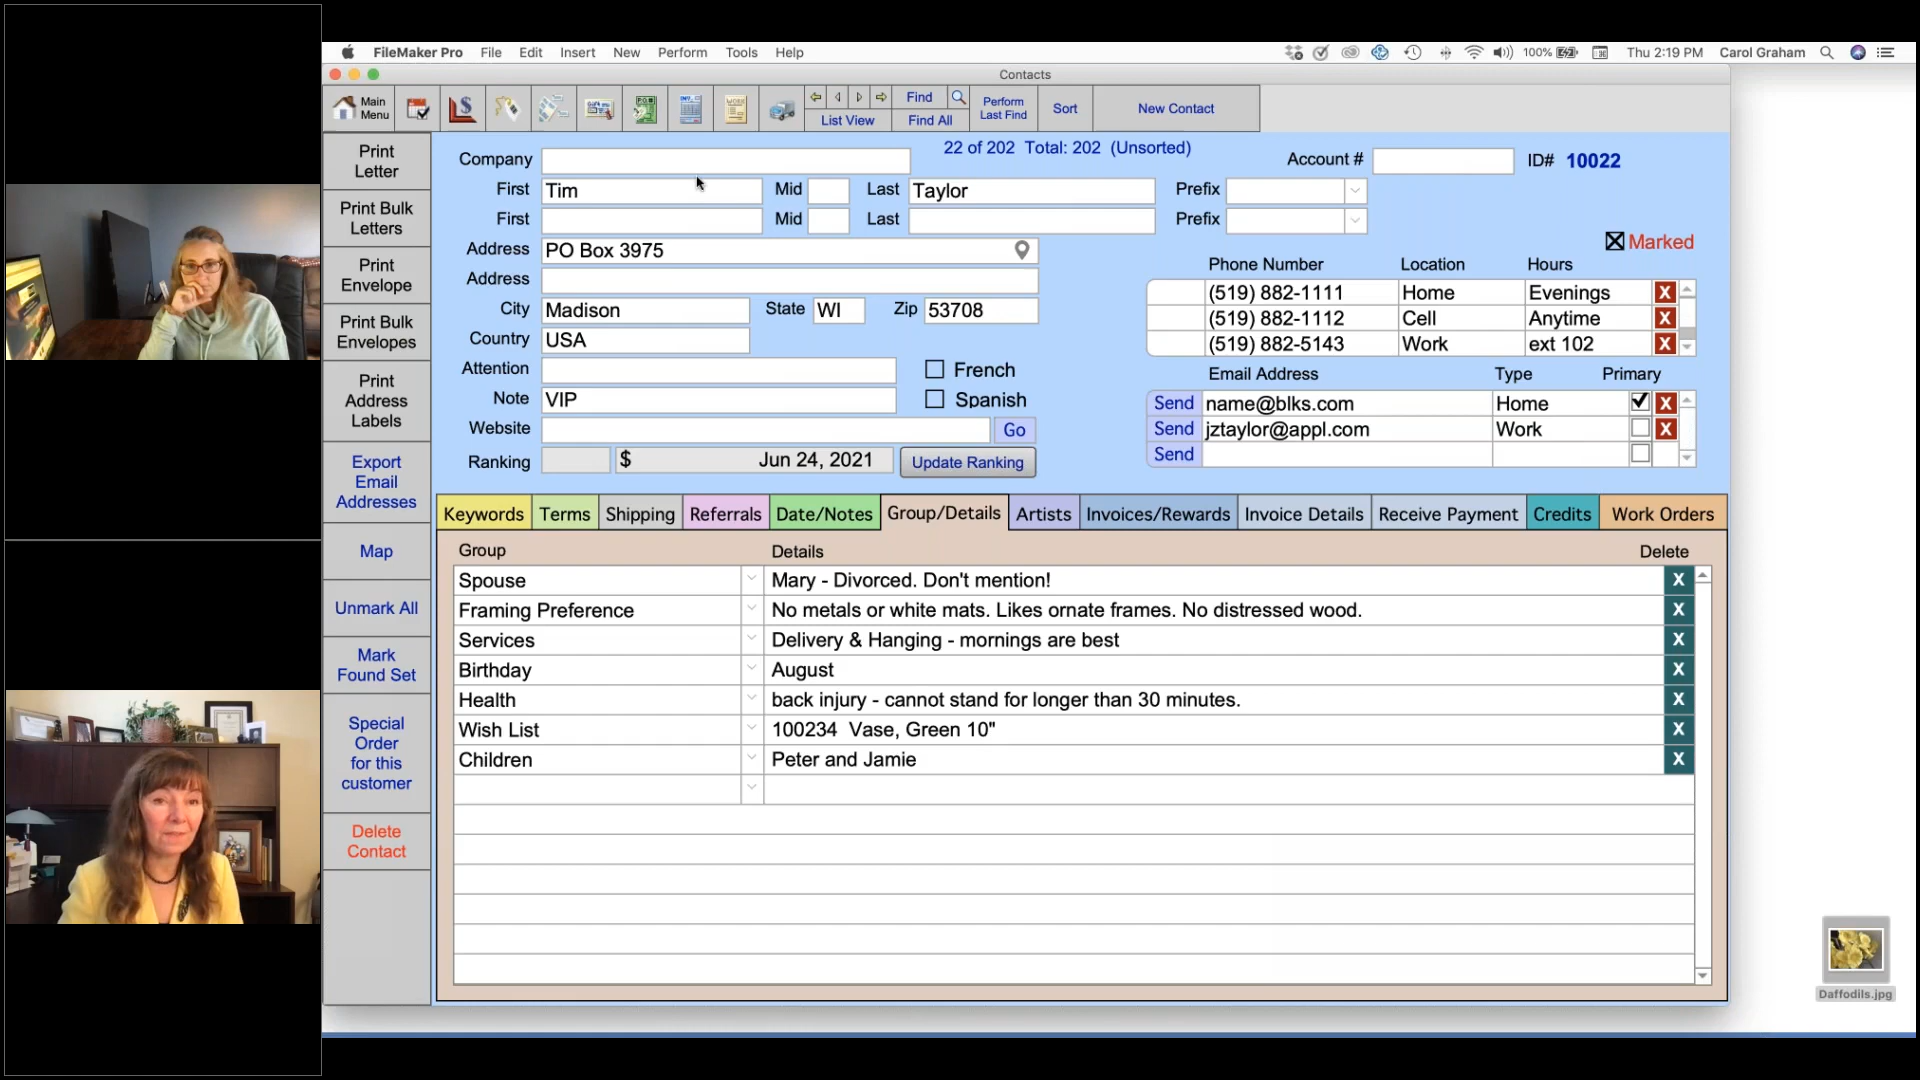 FileMaker Pro File Edit Insert New Perform Tools Help 100% Thu 2:19 PM Carol Graham
Contacts
Main Menu
Find
List View
Find All
Perform Last Find
Sort
New Contact
Print Letter
Print Bulk Letters
Print Envelope
Print Bulk Envelopes
Print Address Labels
Export Email Addresses
Map
Unmark All
Mark Found Set
Special Order for this customer
Delete Contact
22 of 202 Total: 202 (Unsorted)
Company Account # ID# 10022
First Tim Mid Last Taylor Prefix
First Mid Last Prefix
Address PO Box 3975
Address
City Madison State WI Zip 53708
Country USA
Attention French
Note VIP Spanish
Website Go
Ranking $ Jun 24, 2021 Update Ranking
Marked
Phone Number Location Hours
(519) 882-1111 Home Evenings X
(519) 882-1112 Cell Anytime X
(519) 882-5143 Work ext 102 X
Email Address Type Primary
Send name@blks.com Home X
Send jztaylor@appl.com Work X
Send
Keywords Terms Shipping Referrals Date/Notes Group/Details Artists Invoices/Rewards Invoice Details Receive Payment Credits Work Orders
Group Details Delete
Spouse Mary - Divorced. Don't mention! X
Framing Preference No metals or white mats. Likes ornate frames. No distressed wood. X
Services Delivery & Hanging - mornings are best X
Birthday August X
Health back injury - cannot stand for longer than 30 minutes. X
Wish List 100234 Vase, Green 10" X
Children Peter and Jamie X
Daffodils.jpg